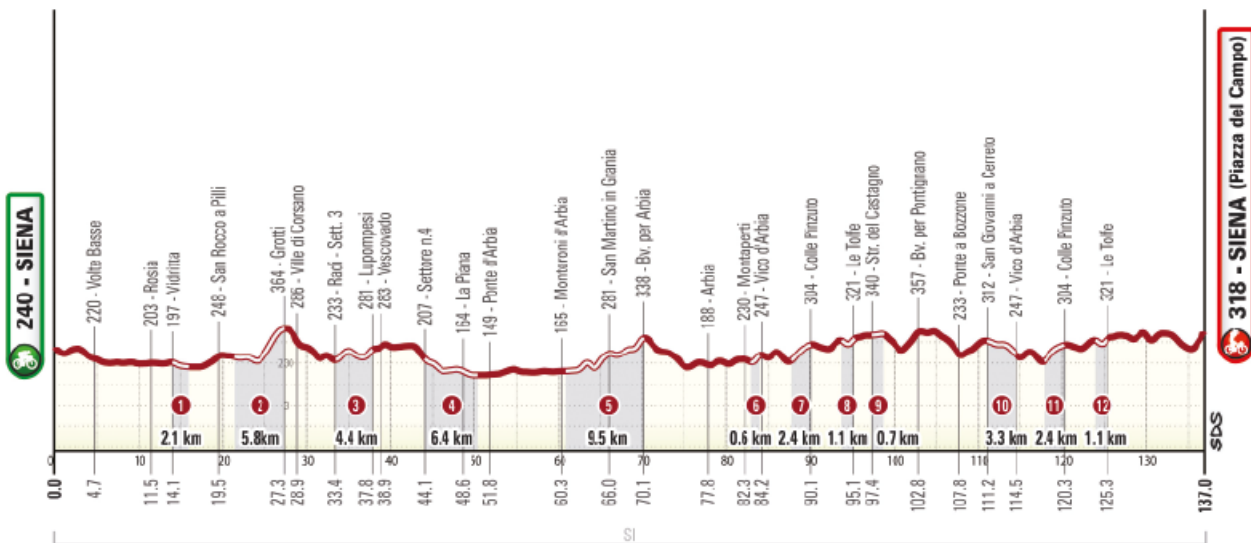 240 - SIENA
220 - Volte Basse
203 - Rosia
197 - Vidritta
248 - San Rocco a Pilli
364 - Grotti
286 - Ville di Corsano
233 - Radi - Sett. 3
281 - Lupompesi
283 - Vescovado
207 - Settore n.4
164 - La Piana
149 - Ponte d'Arbia
165 - Monteroni d'Arbia
281 - San Martino in Grania
338 - Bv. per Arbia
188 - Arbia
230 - Montaperti
247 - Vico d'Arbia
304 - Colle Pinzuto
321 - Le Tolfe
340 - Str. del Castagno
357 - Bv. per Pontignano
233 - Ponte a Bozzone
312 - San Giovanni a Cerreto
247 - Vico d'Arbia
304 - Colle Pinzuto
321 - Le Tolfe
318 - SIENA (Piazza del Campo)
200
1 2 3 4 5 6 7 8 9 10 11 12
2.1 km 5.8km 4.4 km 6.4 km 9.5 km 0.6 km 2.4 km 1.1 km 0.7 km 3.3 km 2.4 km 1.1 km
SDS
0 10 20 30 40 50 60 70 80 90 100 110 120 130
0.0 4.7 11.5 14.1 19.5 27.3 28.9 33.4 37.8 38.9 44.1 48.6 51.8 60.3 66.0 70.1 77.8 82.3 84.2 90.1 95.1 97.4 102.8 107.8 111.2 114.5 120.3 125.3 137.0
SI